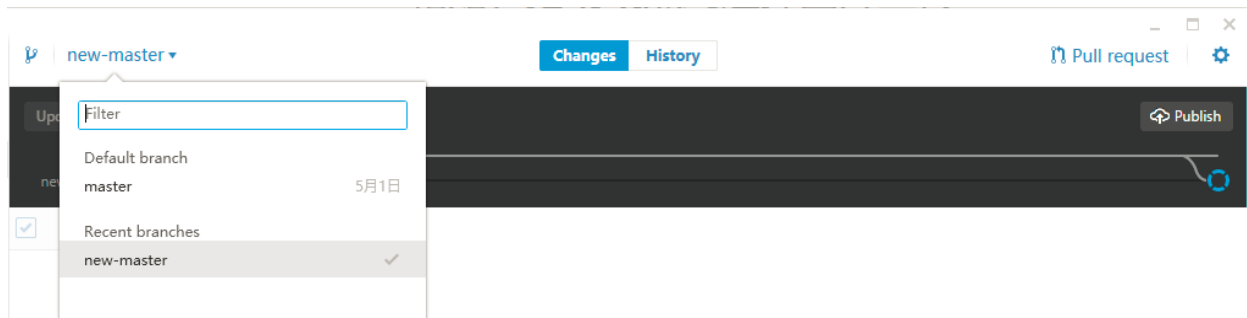 new-master
Changes
History
Pull request
Filter
Publish
Default branch
master
5月1日
Recent branches
new-master